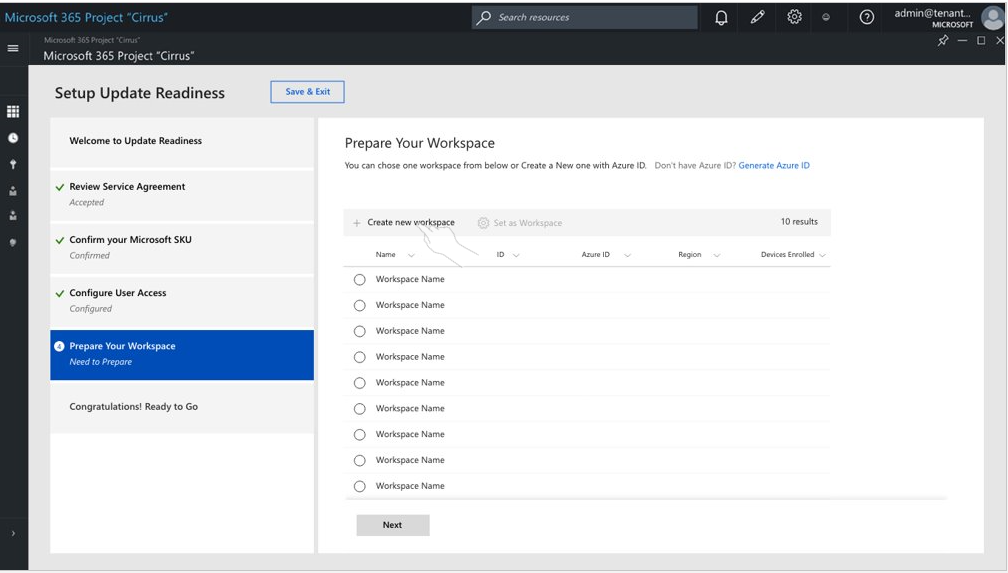 Microsoft 365 Project "Cirrus"
Search resources
admin@tenant...
MICROSOFT
Microsoft 365 Project "Cirrus"
Microsoft 365 Project "Cirrus"
Setup Update Readiness
Save & Exit
Welcome to Update Readiness
Review Service Agreement
Accepted
Confirm your Microsoft SKU
Confirmed
Configure User Access
Configured
4 Prepare Your Workspace
Need to Prepare
Congratulations! Ready to Go
Prepare Your Workspace
You can chose one workspace from below or Create a New one with Azure ID. Don't have Azure ID? Generate Azure ID
+ Create new workspace Set as Workspace 10 results
Name ID Azure ID Region Devices Enrolled
Workspace Name
Workspace Name
Workspace Name
Workspace Name
Workspace Name
Workspace Name
Workspace Name
Workspace Name
Workspace Name
Next